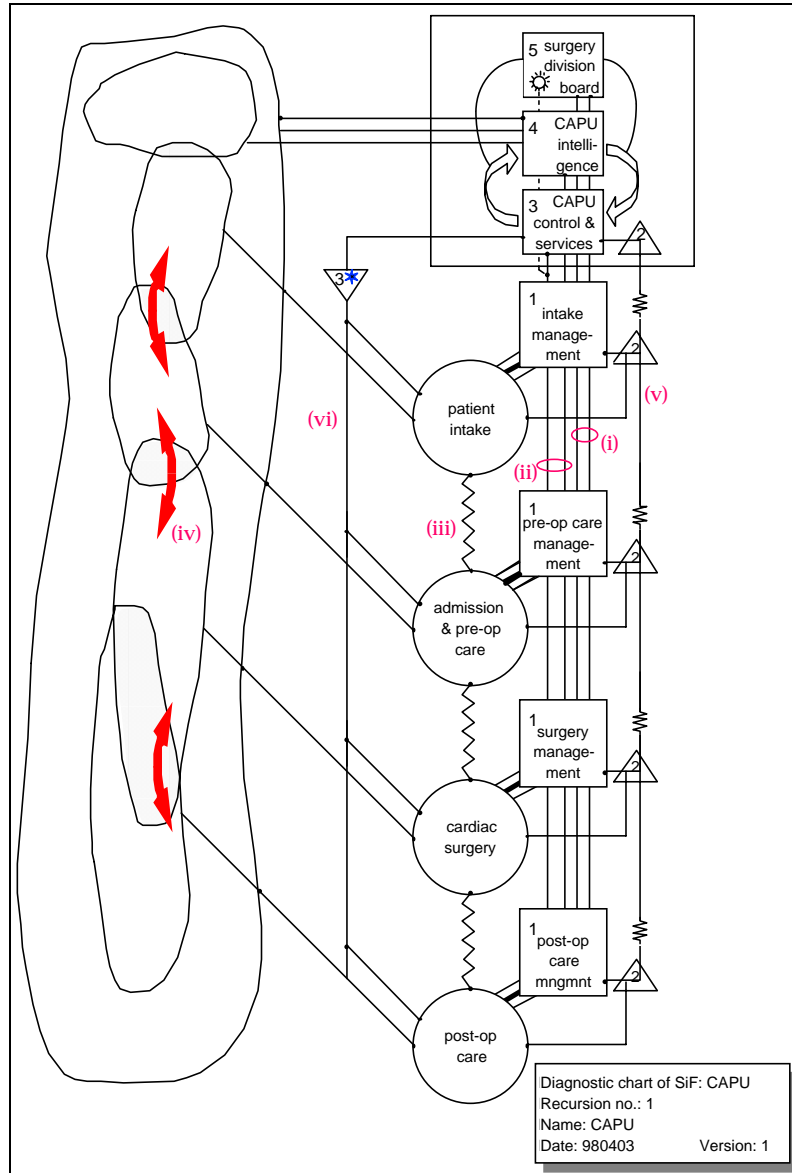 5 surgery
division
board
4 CAPU
intelli-
gence
3 CAPU
control &
services
2
3*
1
intake
manage-
ment
2
patient
intake
(v)
(vi)
(i)
(ii)
(iii)
1
pre-op care
manage-
ment
2
(iv)
admission
& pre-op
care
1
surgery
manage-
ment
2
cardiac
surgery
1
post-op
care
mngmnt
2
post-op
care
Diagnostic chart of SiF: CAPU
Recursion no.: 1
Name: CAPU
Date: 980403 Version: 1